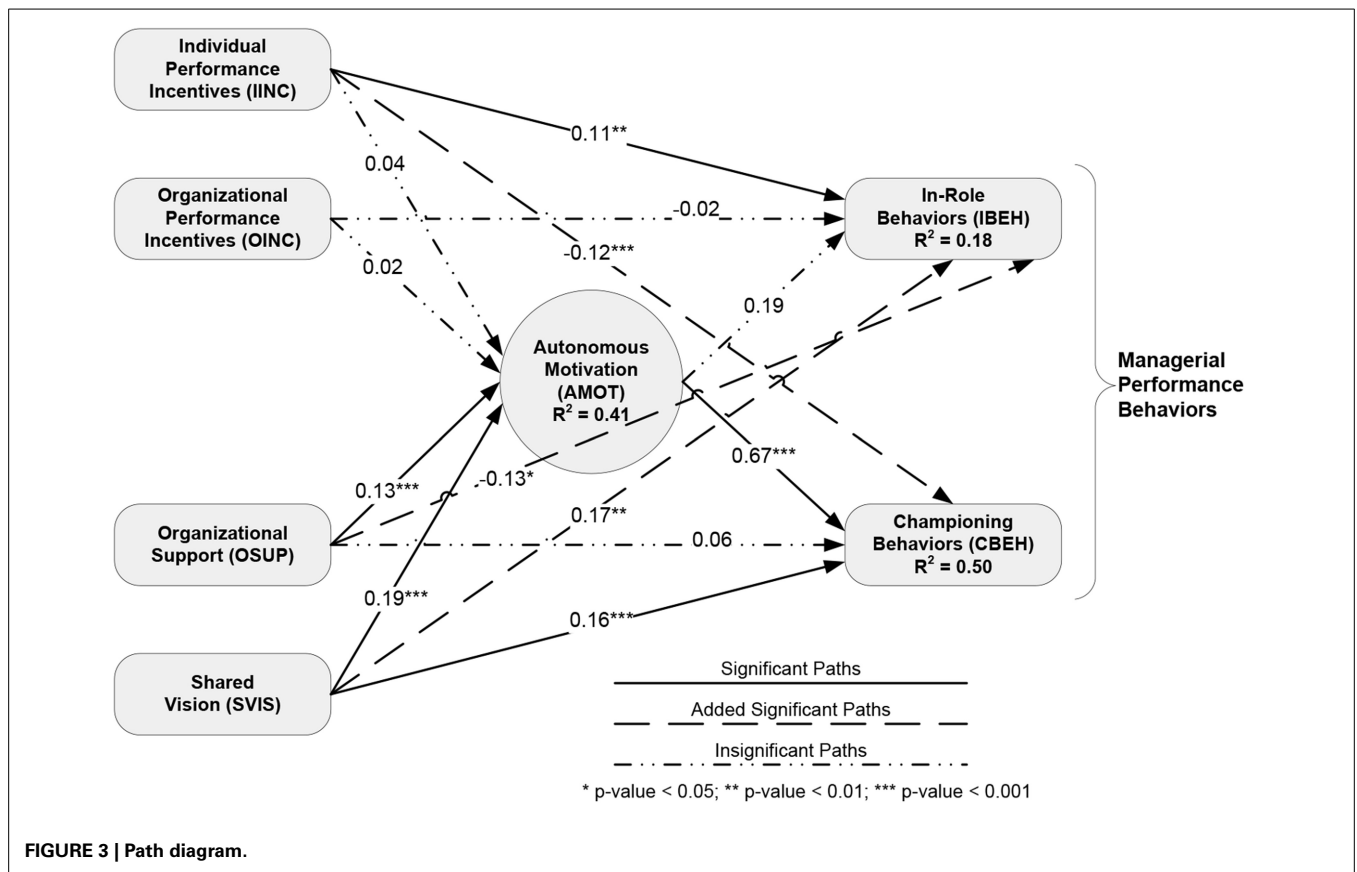 Individual
Performance
Incentives (IINC)
0.11**
0.04
Organizational
Performance
Incentives (OINC)
-0.02
In-Role
Behaviors (IBEH)
R² = 0.18
-0.12***
0.02
0.19
Autonomous
Motivation
(AMOT)
R² = 0.41
Managerial
Performance
Behaviors
0.67***
0.13***
-0.13*
0.17**
Organizational
Support (OSUP)
0.06
Championing
Behaviors (CBEH)
R² = 0.50
0.19***
0.16***
Shared
Vision (SVIS)
Significant Paths
Added Significant Paths
Insignificant Paths
* p-value < 0.05; ** p-value < 0.01; *** p-value < 0.001
FIGURE 3 | Path diagram.